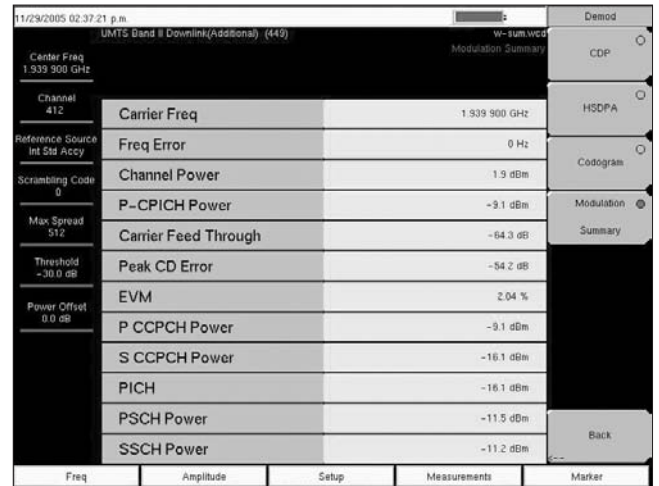 11/29/2005 02:37:21 p.m.
UMTS Band II Downlink(Additional) (449)
w-sum.wcd
Modulation Summary
Center Freq
1.939 900 GHz
Channel
412
Reference Source
Int Std Accy
Scrambling Code
0
Max Spread
512
Threshold
-30.0 dB
Power Offset
0.0 dB
Carrier Freq 1.939 900 GHz
Freq Error 0 Hz
Channel Power 1.9 dBm
P-CPICH Power -9.1 dBm
Carrier Feed Through -64.3 dB
Peak CD Error -54.2 dB
EVM 2.04 %
P CCPCH Power -9.1 dBm
S CCPCH Power -16.1 dBm
PICH -16.1 dBm
PSCH Power -11.5 dBm
SSCH Power -11.2 dBm
Demod
CDP
HSDPA
Codogram
Modulation
Summary
Back
<--
Freq Amplitude Setup Measurements Marker